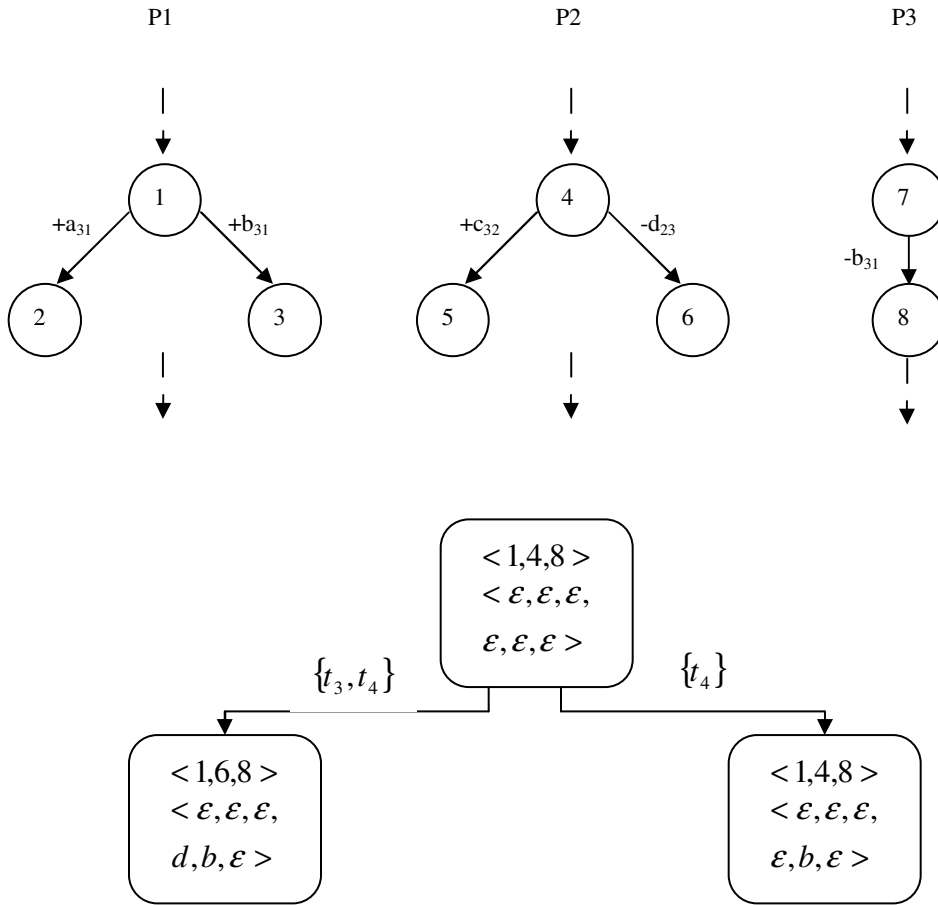 P1 P2 P3
1 4 7
+a₃₁ +b₃₁ +c₃₂ -d₂₃
-b₃₁
2 3 5 6 8
< 1,4,8 >
< ε, ε, ε,
ε, ε, ε >
{t₃, t₄} {t₄}
< 1,6,8 > < 1,4,8 >
< ε, ε, ε, < ε, ε, ε,
d, b, ε > ε, b, ε >